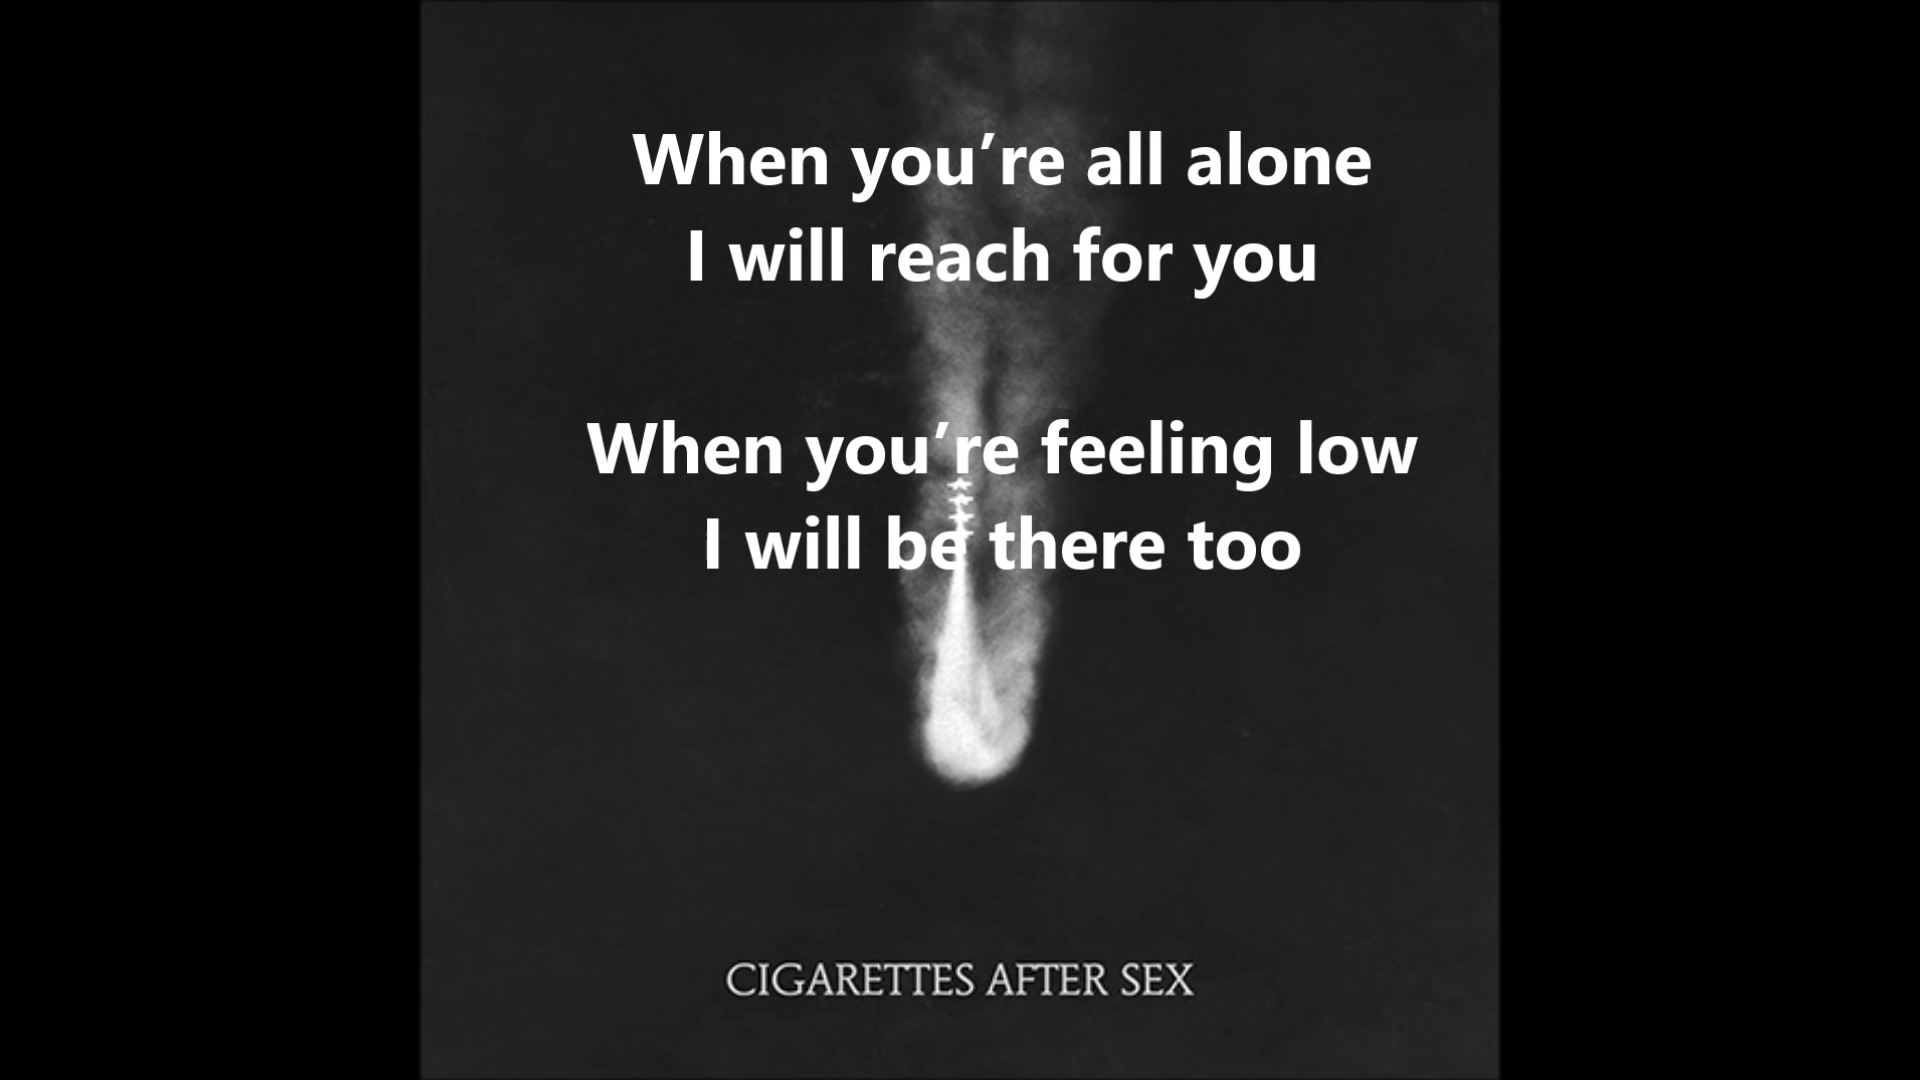 When you’re all alone
I will reach for you
When you’re feeling low
I will be there too
CIGARETTES AFTER SEX